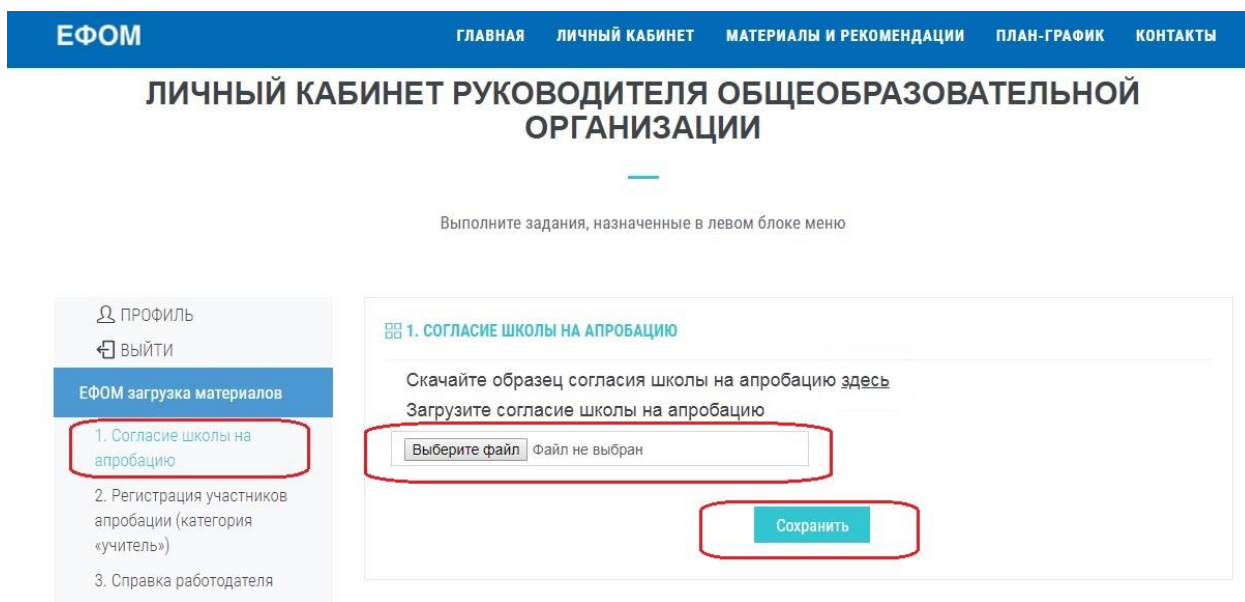 ЕФОМ
ГЛАВНАЯ ЛИЧНЫЙ КАБИНЕТ МАТЕРИАЛЫ И РЕКОМЕНДАЦИИ ПЛАН-ГРАФИК КОНТАКТЫ
ЛИЧНЫЙ КАБИНЕТ РУКОВОДИТЕЛЯ ОБЩЕОБРАЗОВАТЕЛЬНОЙ
ОРГАНИЗАЦИИ
Выполните задания, назначенные в левом блоке меню
ПРОФИЛЬ
ВЫЙТИ
ЕФОМ загрузка материалов
1. Согласие школы на
апробацию
2. Регистрация участников
апробации (категория
«учитель»)
3. Справка работодателя
1. СОГЛАСИЕ ШКОЛЫ НА АПРОБАЦИЮ
Скачайте образец согласия школы на апробацию здесь
Загрузите согласие школы на апробацию
Выберите файл Файл не выбран
Сохранить